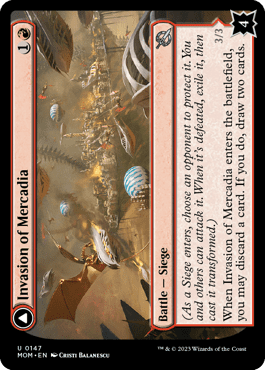 Invasion of Mercadia
1
Battle — Siege
(As a Siege enters, choose an opponent to protect it. You
and others can attack it. When it's defeated, exile it, then
cast it transformed.)
3/3
When Invasion of Mercadia enters the battlefield,
you may discard a card. If you do, draw two cards.
4
U 0147
MOM • EN CRISTI BALANESCU
™ & © 2023 Wizards of the Coast